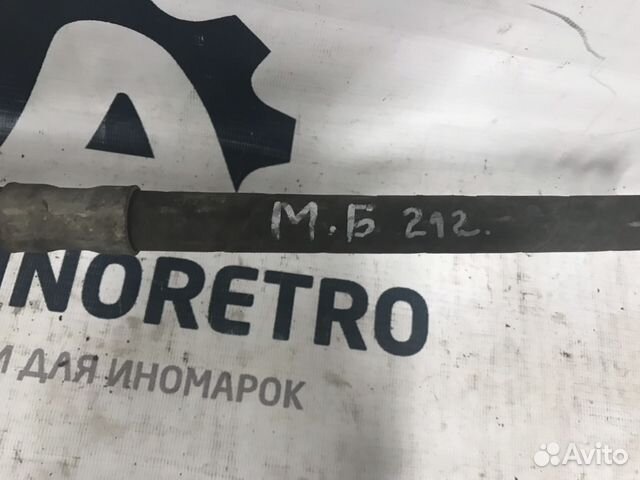 М.Б 212.
INORETRO
И ДЛЯ ИНОМАРОК
Avito